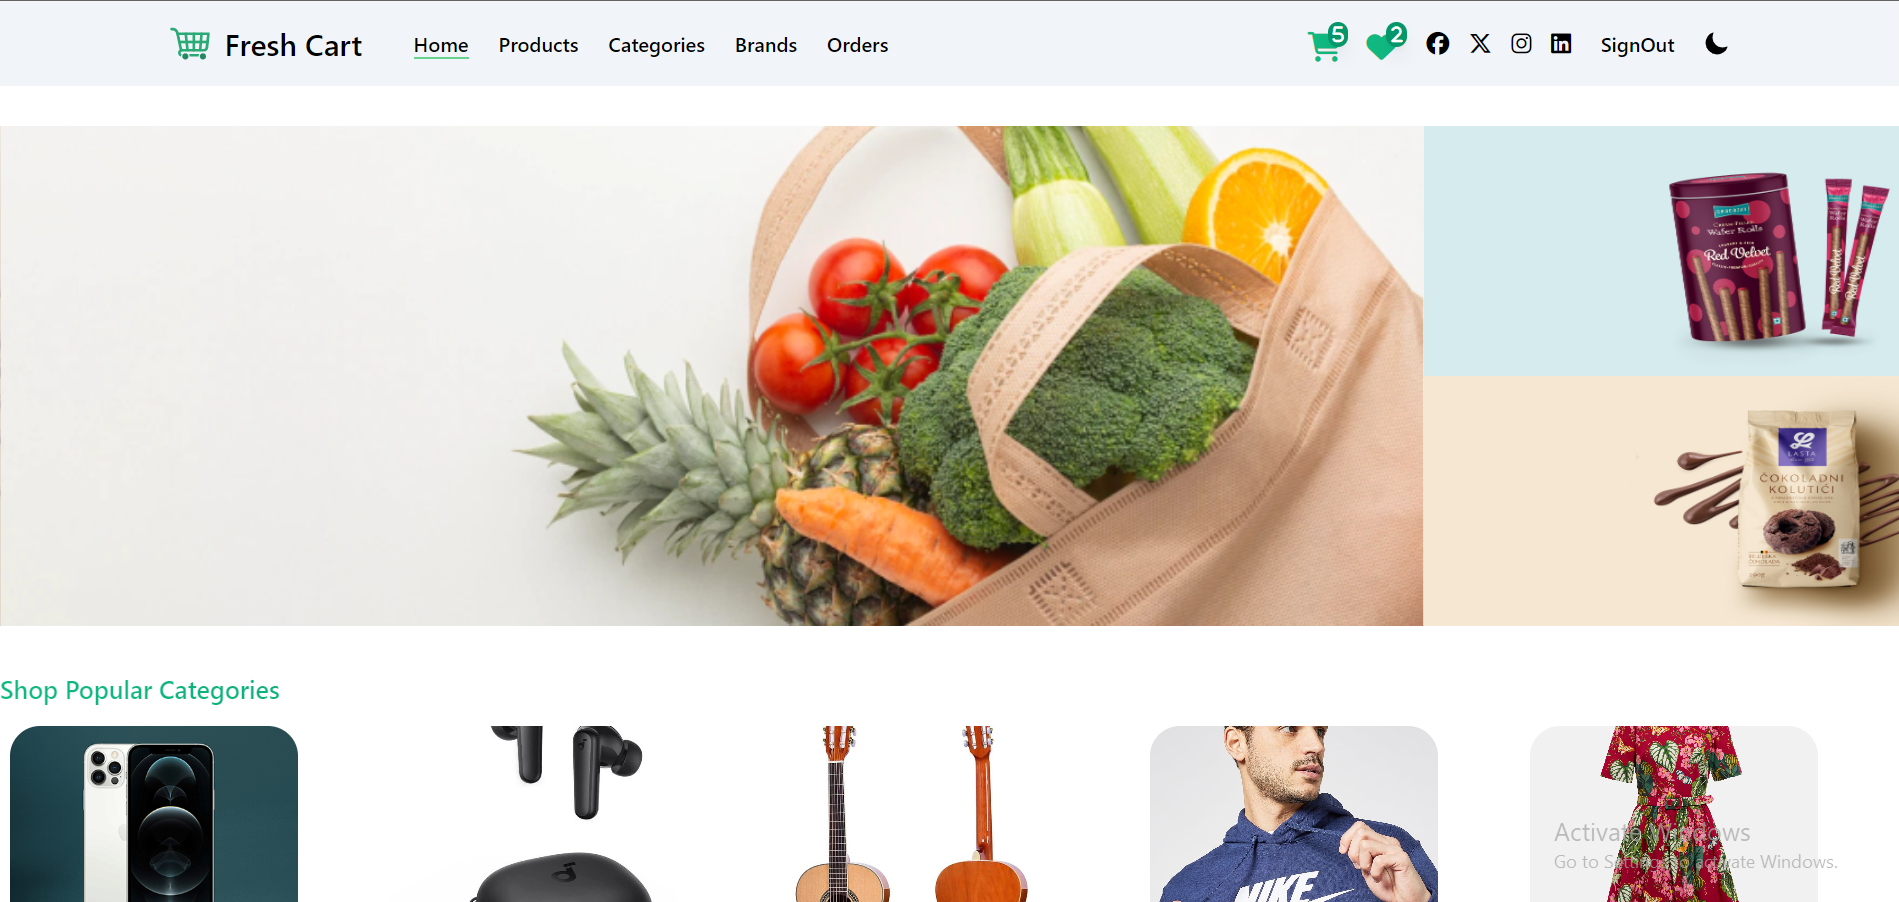 Fresh Cart
Home
Products
Categories
Brands
Orders
5
2
SignOut
Wafer Rolls
Red Velvet
Red Velvet
Red Velvet
LASTA
ČOKOLADNI
KOLUTIĆI
Shop Popular Categories
NIKE
Activate Windows
Go to Settings to activate Windows.